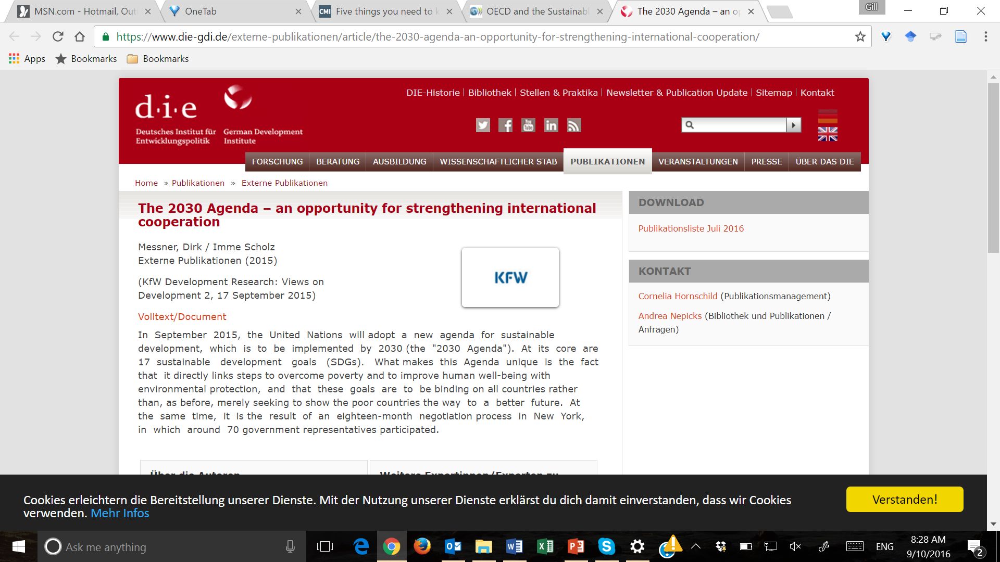 MSN.com - Hotmail, Out
OneTab
CMI Five things you need to k
OECD and the Sustainabl
The 2030 Agenda – an op
Gill
https://www.die-gdi.de/externe-publikationen/article/the-2030-agenda-an-opportunity-for-strengthening-international-cooperation/
Apps Bookmarks Bookmarks
DIE-Historie | Bibliothek | Stellen & Praktika | Newsletter & Publication Update | Sitemap | Kontakt
d·i·e
Deutsches Institut für
Entwicklungspolitik
German Development
Institute
You Tube in
FORSCHUNG BERATUNG AUSBILDUNG WISSENSCHAFTLICHER STAB PUBLIKATIONEN VERANSTALTUNGEN PRESSE ÜBER DAS DIE
Home » Publikationen » Externe Publikationen
The 2030 Agenda – an opportunity for strengthening international
cooperation
Messner, Dirk / Imme Scholz
Externe Publikationen (2015)
(KfW Development Research: Views on
Development 2, 17 September 2015)
KFW
Volltext/Document
In September 2015, the United Nations will adopt a new agenda for sustainable
development, which is to be implemented by 2030 (the "2030 Agenda"). At its core are
17 sustainable development goals (SDGs). What makes this Agenda unique is the fact
that it directly links steps to overcome poverty and to improve human well-being with
environmental protection, and that these goals are to be binding on all countries rather
than, as before, merely seeking to show the poor countries the way to a better future. At
the same time, it is the result of an eighteen-month negotiation process in New York,
in which around 70 government representatives participated.
DOWNLOAD
Publikationsliste Juli 2016
KONTAKT
Cornelia Hornschild (Publikationsmanagement)
Andrea Nepicks (Bibliothek und Publikationen /
Anfragen)
Über die Autoren
Weitere Expertinnen/Experten zu
Cookies erleichtern die Bereitstellung unserer Dienste. Mit der Nutzung unserer Dienste erklärst du dich damit einverstanden, dass wir Cookies
verwenden. Mehr Infos
Verstanden!
Ask me anything
ENG
8:28 AM
9/10/2016
2